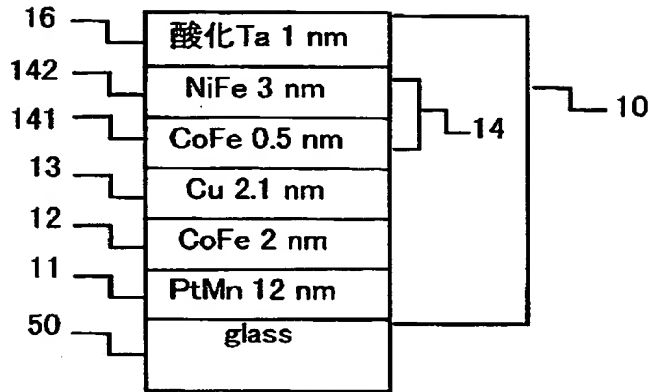 16
酸化Ta 1 nm
142
NiFe 3 nm
141
CoFe 0.5 nm
14
10
13
Cu 2.1 nm
12
CoFe 2 nm
11
PtMn 12 nm
50
glass